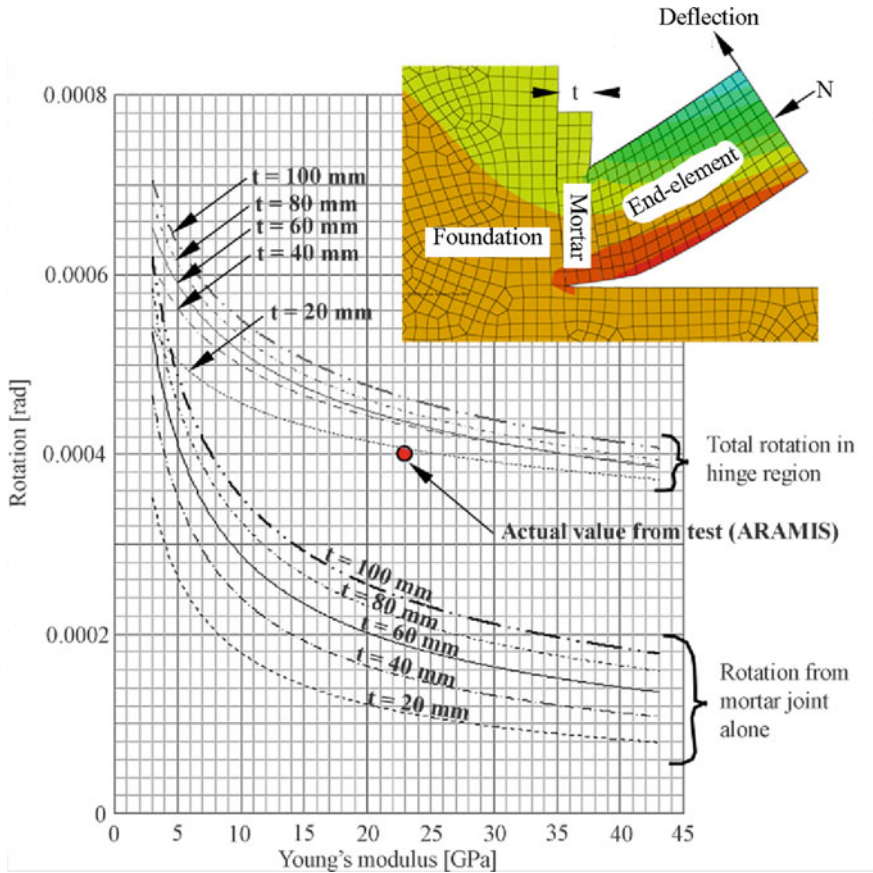 Deflection
t
N
End-element
Mortar
Foundation
0.0008
0.0006
0.0004
0.0002
0
Rotation [rad]
t = 100 mm
t = 80 mm
t = 60 mm
t = 40 mm
t = 20 mm
Total rotation in
hinge region
Actual value from test (ARAMIS)
t = 100 mm
t = 80 mm
t = 60 mm
t = 40 mm
t = 20 mm
Rotation from
mortar joint
alone
0 5 10 15 20 25 30 35 40 45
Young's modulus [GPa]